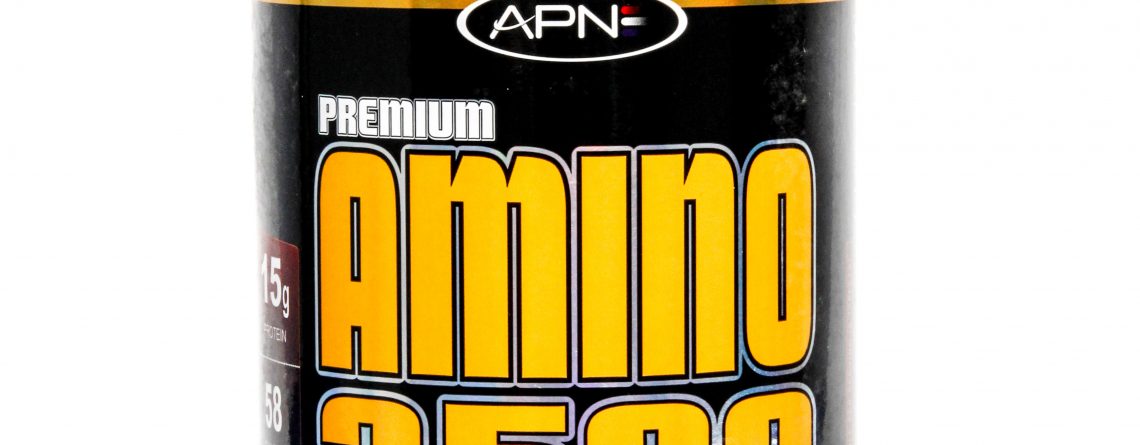 APN
PREMIUM
AMINO
15g
PROTEIN
58